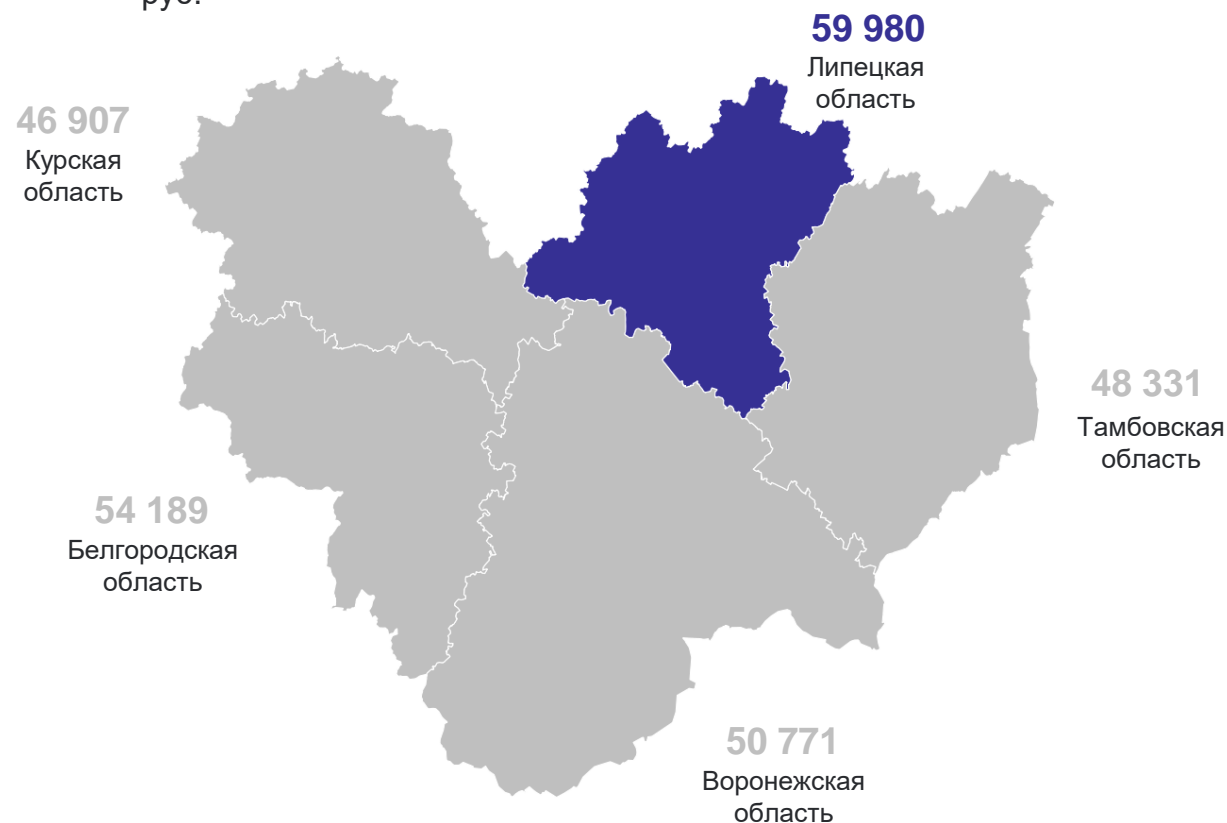 руб.
59 980
Липецкая
область
46 907
Курская
область
48 331
Тамбовская
область
54 189
Белгородская
область
50 771
Воронежская
область